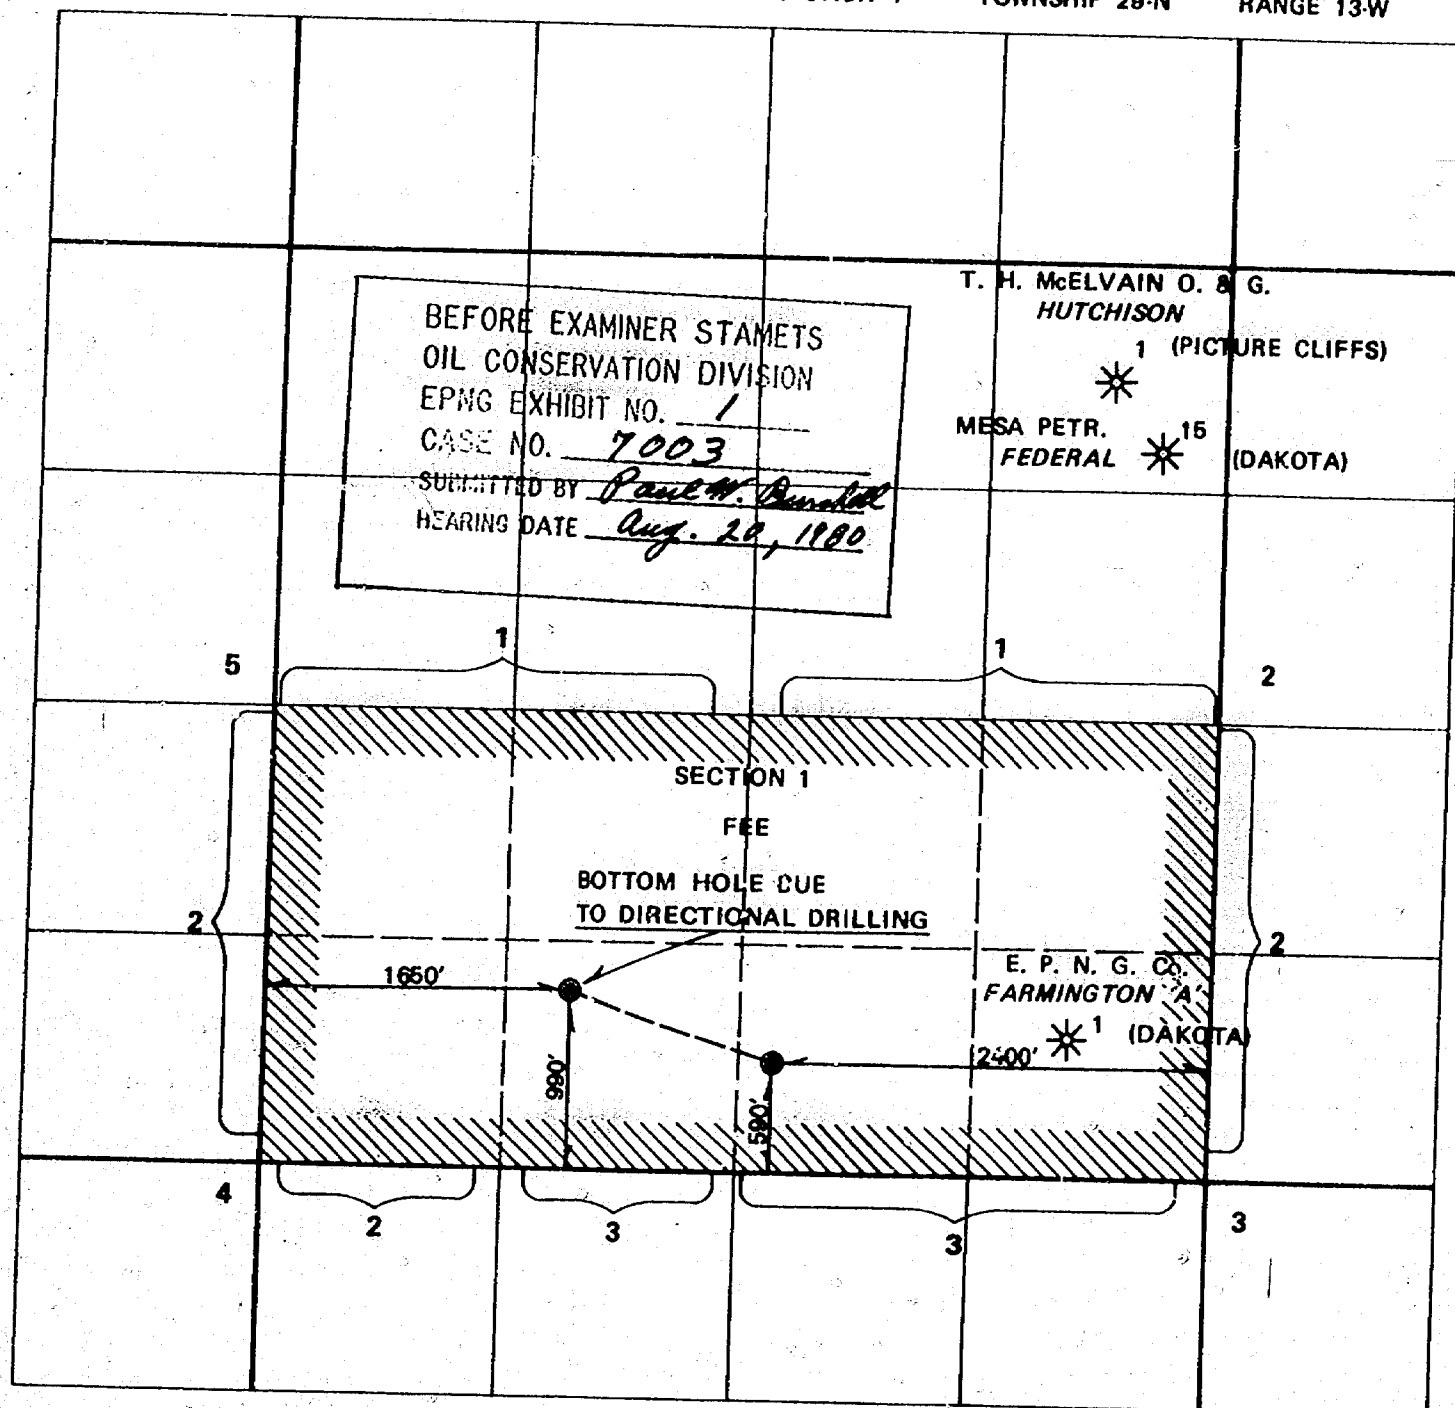 TOWNSHIP 29-N RANGE 13-W
T. H. McELVAIN O. & G.
HUTCHISON
1 (PICTURE CLIFFS)
MESA PETR.
FEDERAL 15 (DAKOTA)
BEFORE EXAMINER STAMETS
OIL CONSERVATION DIVISION
EPNG EXHIBIT NO. 1
CASE NO. 7003
SUBMITTED BY Paul W.
HEARING DATE Aug. 20, 1980
5
1
1
2
SECTION 1
FEE
BOTTOM HOLE DUE
TO DIRECTIONAL DRILLING
2
2
1650'
E. P. N. G. Co.
FARMINGTON 'A'
1 (DAKOTA)
990'
590'
2400'
4
2
3
3
3